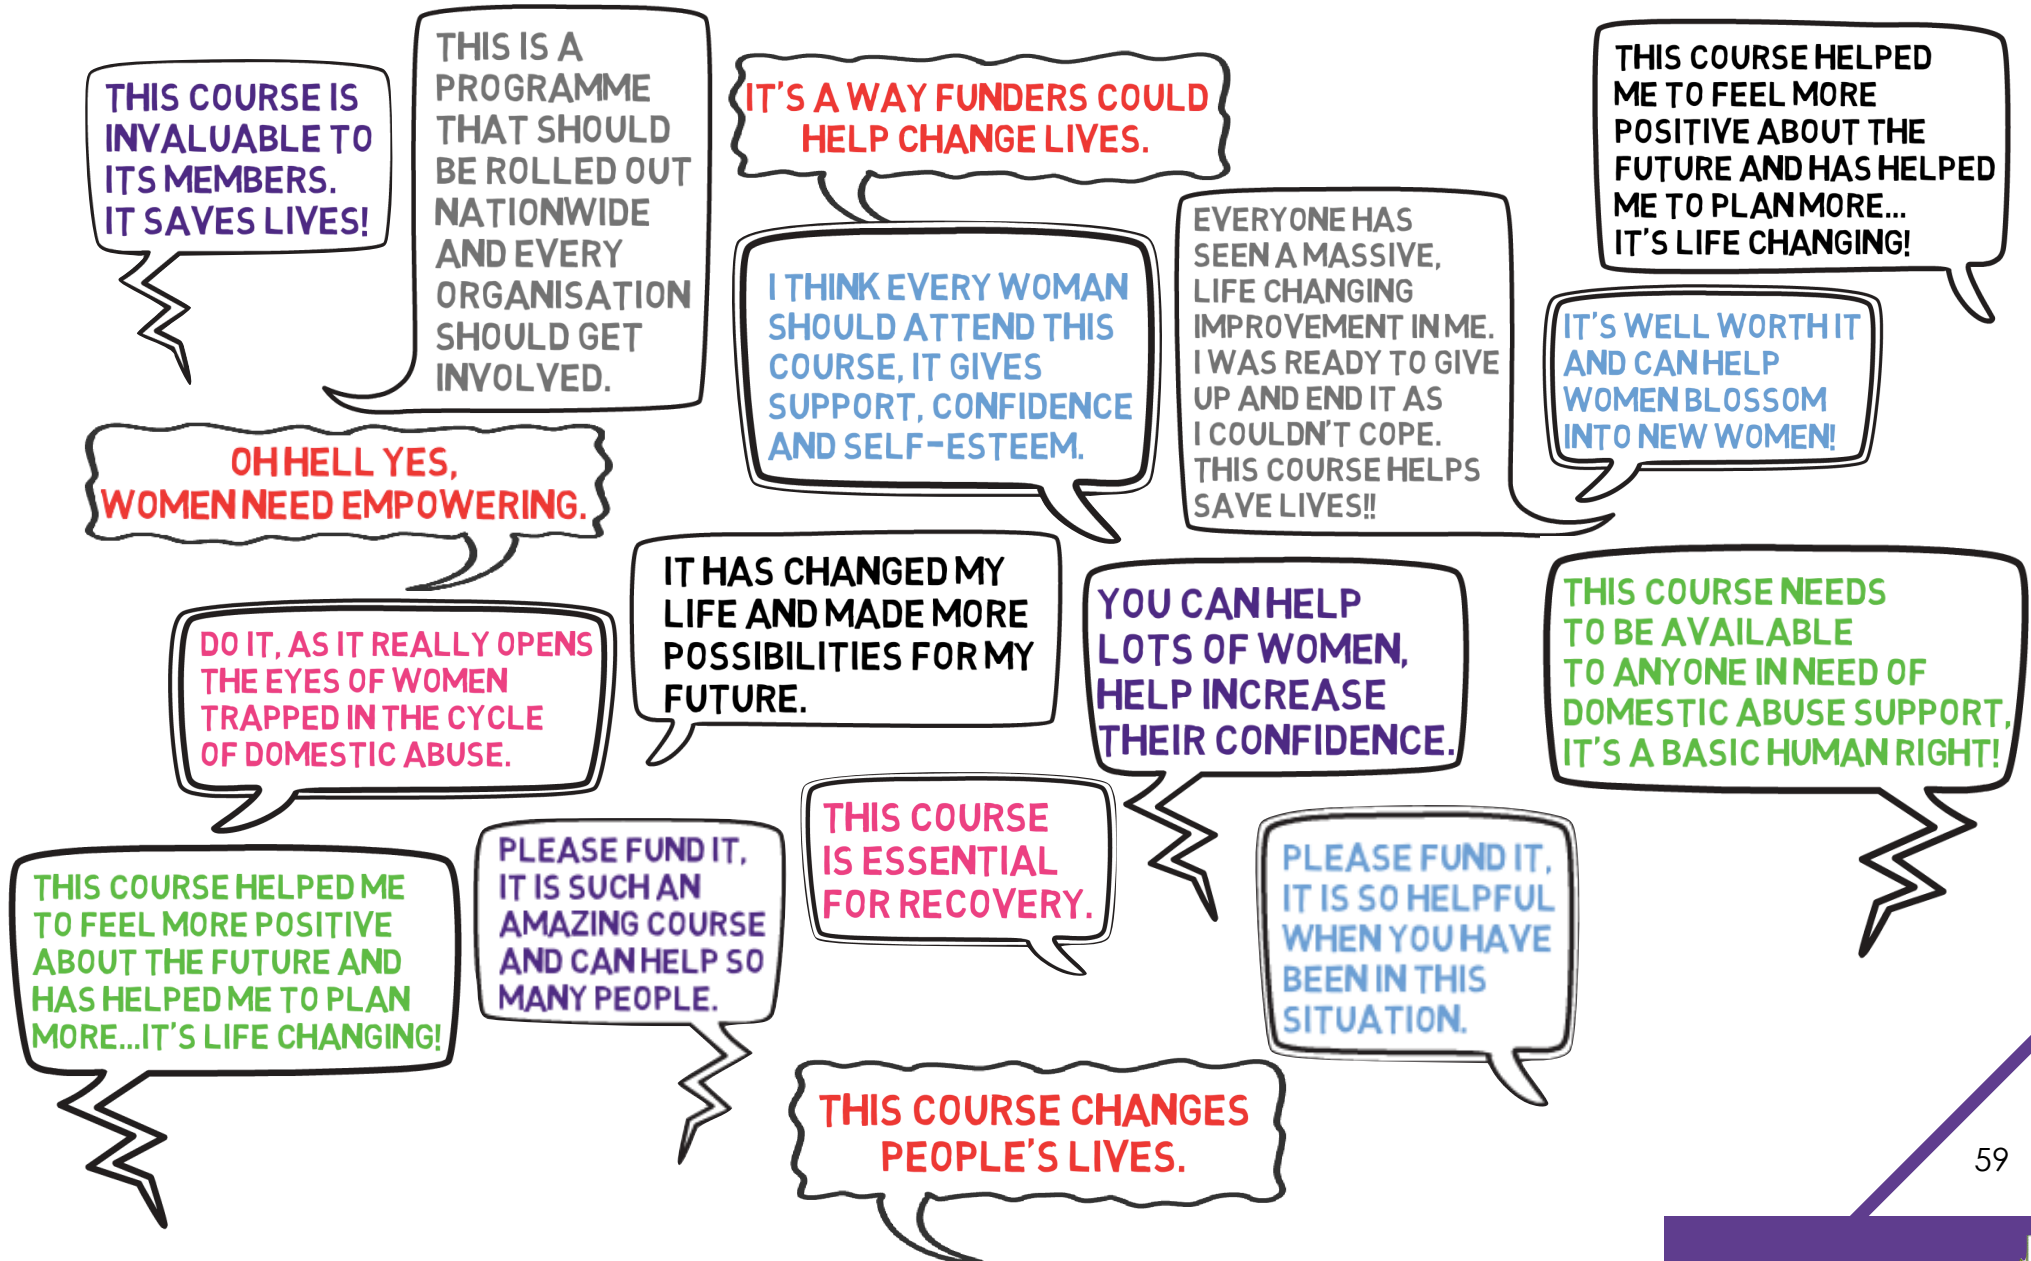 THIS COURSE IS
INVALUABLE TO
ITS MEMBERS.
IT SAVES LIVES!
THIS IS A
PROGRAMME
THAT SHOULD
BE ROLLED OUT
NATIONWIDE
AND EVERY
ORGANISATION
SHOULD GET
INVOLVED.
IT'S A WAY FUNDERS COULD
HELP CHANGE LIVES.
THIS COURSE HELPED
ME TO FEEL MORE
POSITIVE ABOUT THE
FUTURE AND HAS HELPED
ME TO PLAN MORE...
IT'S LIFE CHANGING!
I THINK EVERY WOMAN
SHOULD ATTEND THIS
COURSE, IT GIVES
SUPPORT, CONFIDENCE
AND SELF-ESTEEM.
EVERYONE HAS
SEEN A MASSIVE,
LIFE CHANGING
IMPROVEMENT IN ME.
I WAS READY TO GIVE
UP AND END IT AS
I COULDN'T COPE.
THIS COURSE HELPS
SAVE LIVES!!
IT'S WELL WORTH IT
AND CAN HELP
WOMEN BLOSSOM
INTO NEW WOMEN!
OH HELL YES,
WOMEN NEED EMPOWERING.
DO IT, AS IT REALLY OPENS
THE EYES OF WOMEN
TRAPPED IN THE CYCLE
OF DOMESTIC ABUSE.
IT HAS CHANGED MY
LIFE AND MADE MORE
POSSIBILITIES FOR MY
FUTURE.
YOU CAN HELP
LOTS OF WOMEN,
HELP INCREASE
THEIR CONFIDENCE.
THIS COURSE NEEDS
TO BE AVAILABLE
TO ANYONE IN NEED OF
DOMESTIC ABUSE SUPPORT,
IT'S A BASIC HUMAN RIGHT!
THIS COURSE HELPED ME
TO FEEL MORE POSITIVE
ABOUT THE FUTURE AND
HAS HELPED ME TO PLAN
MORE...IT'S LIFE CHANGING!
PLEASE FUND IT,
IT IS SUCH AN
AMAZING COURSE
AND CAN HELP SO
MANY PEOPLE.
THIS COURSE
IS ESSENTIAL
FOR RECOVERY.
PLEASE FUND IT,
IT IS SO HELPFUL
WHEN YOU HAVE
BEEN IN THIS
SITUATION.
THIS COURSE CHANGES
PEOPLE'S LIVES.
59